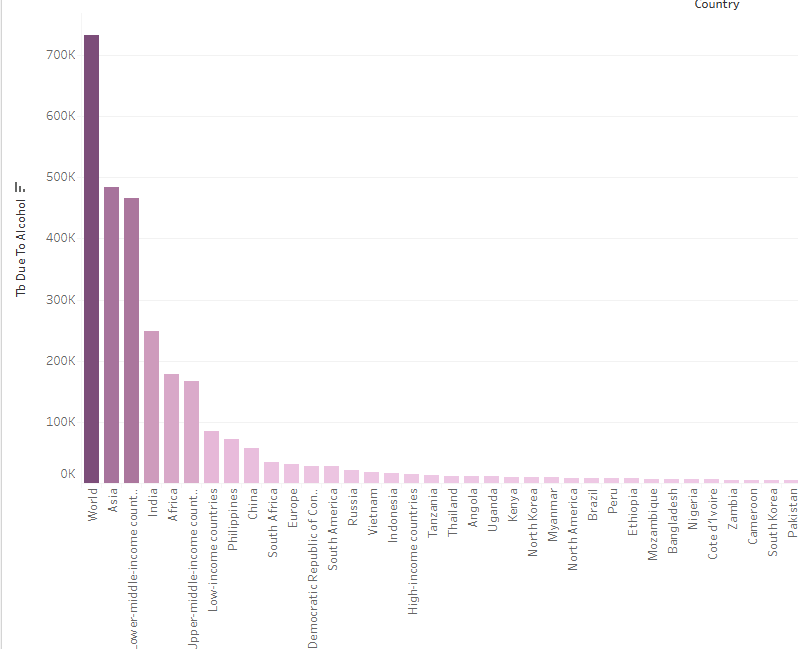 Country
700K
600K
500K
400K
300K
200K
100K
0K
Tb Due To Alcohol
World
Asia
Lower-middle-income count..
India
Africa
Upper-middle-income count..
Low-income countries
Philippines
China
South Africa
Europe
Democratic Republic of Con..
South America
Russia
Vietnam
Indonesia
High-income countries
Tanzania
Thailand
Angola
Uganda
Kenya
North Korea
Myanmar
North America
Brazil
Peru
Ethiopia
Mozambique
Bangladesh
Nigeria
Cote d'Ivoire
Zambia
Cameroon
South Korea
Pakistan